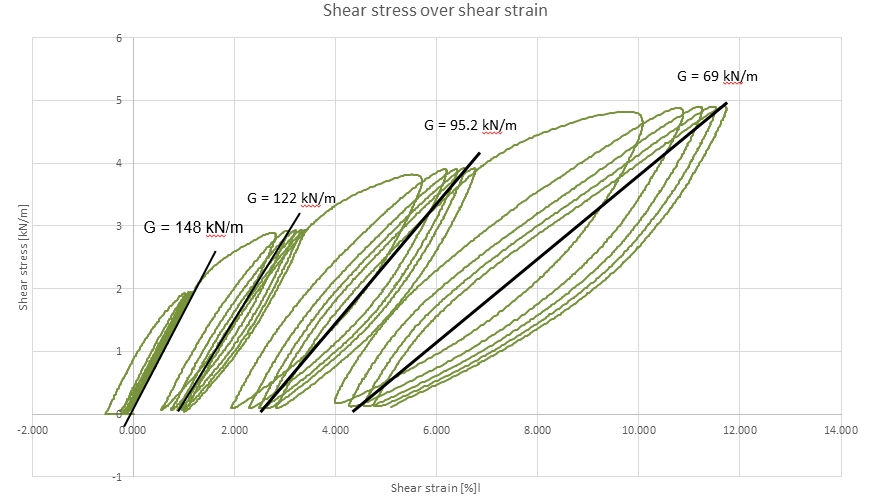 Shear stress over shear strain
6
G = 69 kN/m
5
G = 95.2 kN/m
4
G = 122 kN/m
3
G = 148 kN/m
Shear stress [kN/m]
2
1
0
-2.000 0.000 2.000 4.000 6.000 8.000 10.000 12.000 14.000
-1
Shear strain [%]l